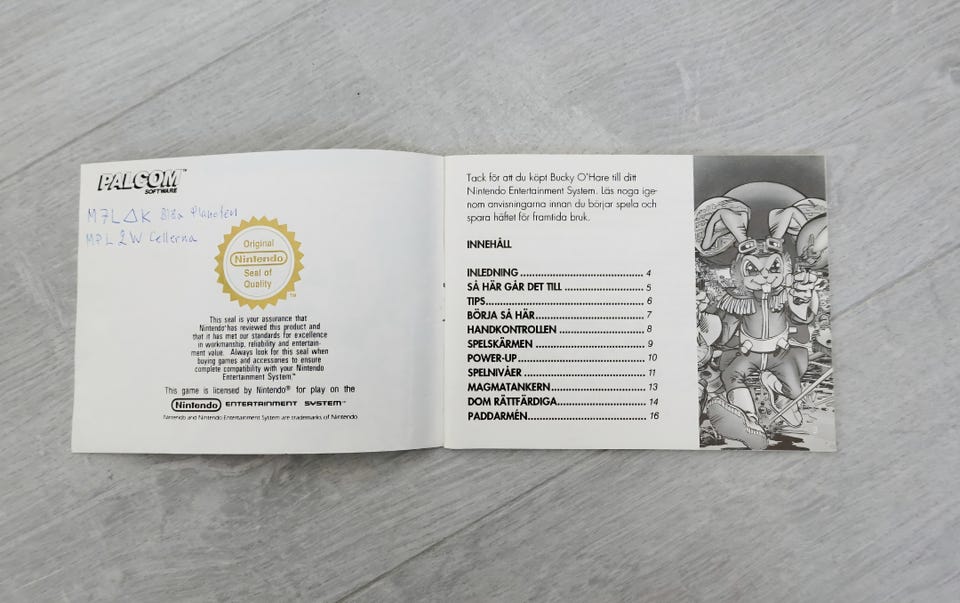 PALCOM™
SOFTWARE
M7L△K Blåa Planeten
M7L2W Cellerna
Original
Nintendo
Seal of
Quality
TM
This seal is your assurance that
Nintendo® has reviewed this product and
that it has met our standards for excellence
in workmanship, reliability and entertain-
ment value. Always look for this seal when
buying games and accessories to ensure
complete compatibility with your Nintendo
Entertainment System.™
This game is licensed by Nintendo® for play on the
Nintendo ENTERTAINMENT SYSTEM™
Nintendo and Nintendo Entertainment System are trademarks of Nintendo
Tack för att du köpt Bucky O'Hare till ditt
Nintendo Entertainment System. Läs noga ige-
nom anvisningarna innan du börjar spela och
spara häftet för framtida bruk.
INNEHÅLL
INLEDNING 4
SÅ HÄR GÅR DET TILL 5
TIPS 6
BÖRJA SÅ HÄR 7
HANDKONTROLLEN 8
SPELSKÄRMEN 9
POWER-UP 10
SPELNIVÅER 11
MAGMATANKERN 13
DOM RÄTTFÄRDIGA 14
PADDARMÉN 16